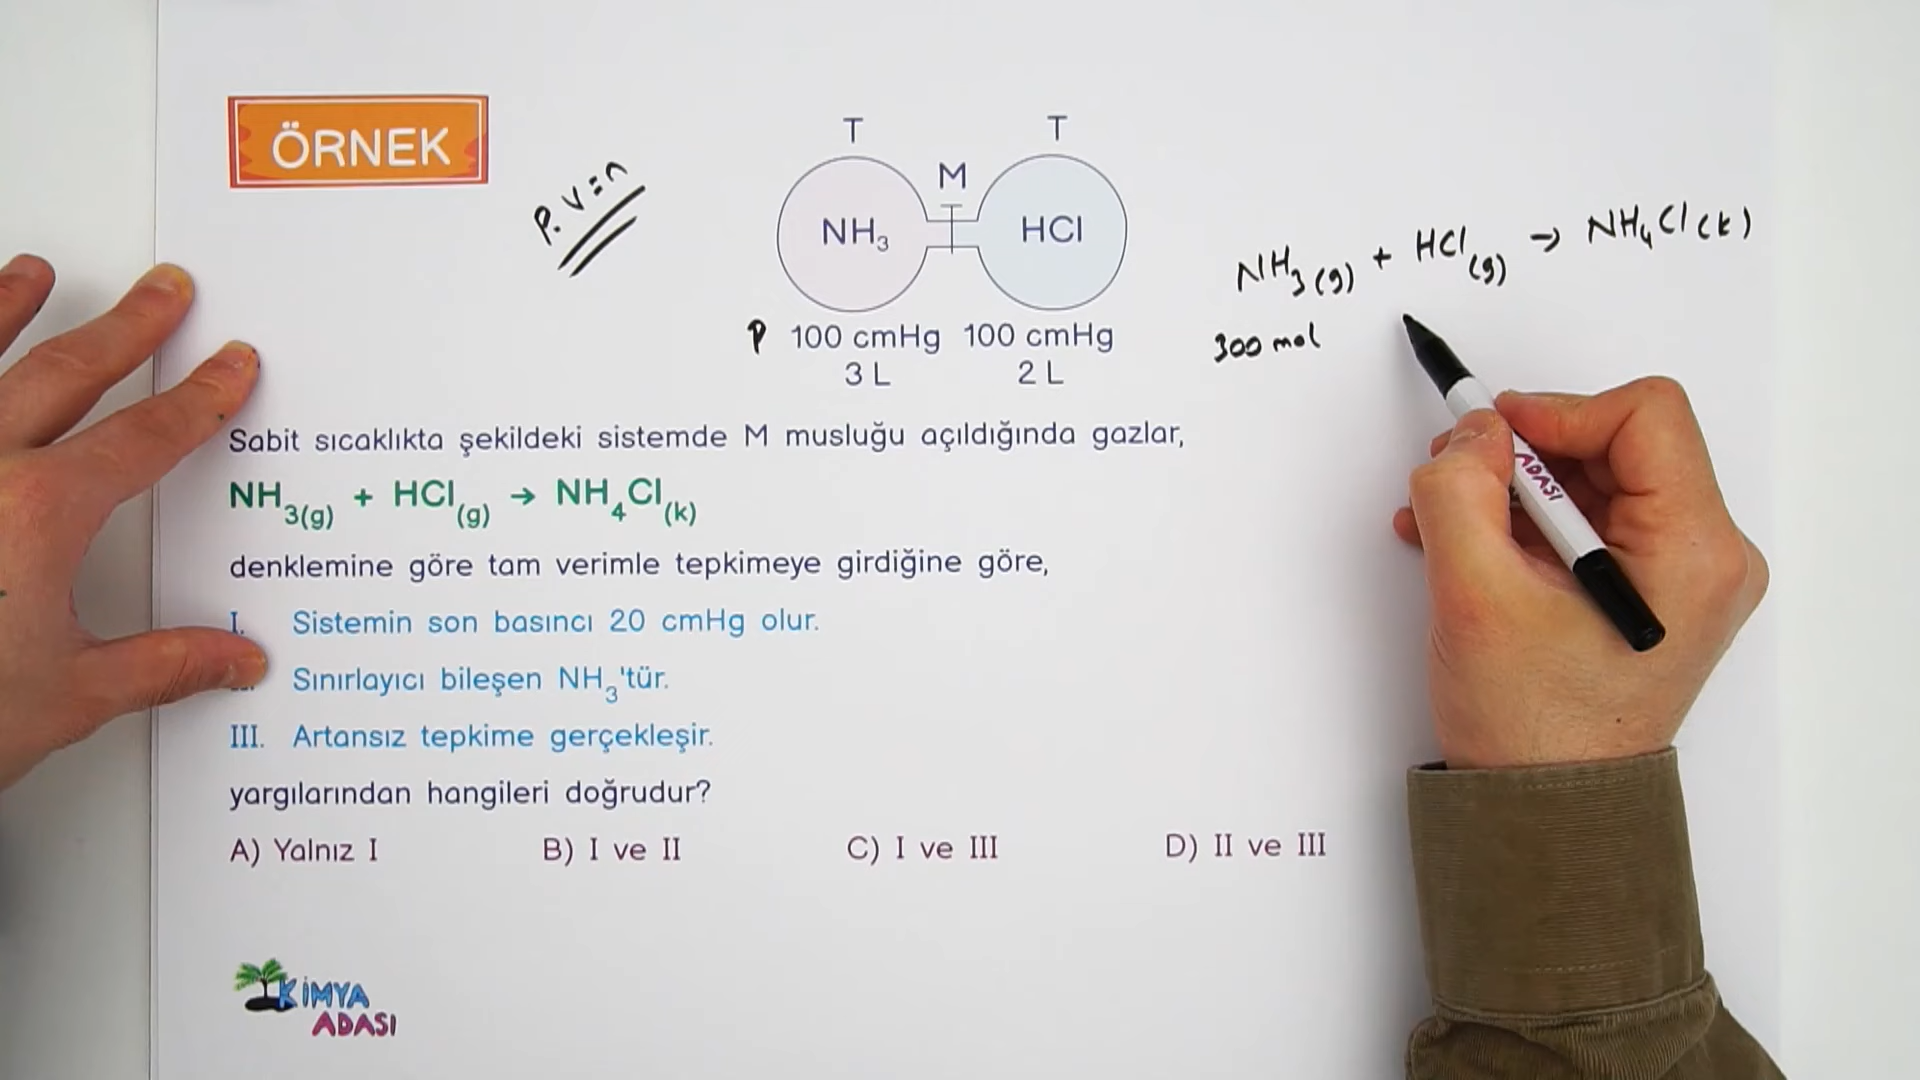 ÖRNEK
P.V=n
T T
M
NH3 HCl
P 100 cmHg 100 cmHg
3 L 2 L
NH3(g) + HCl(g) → NH4Cl(k)
300 mol
Sabit sıcaklıkta şekildeki sistemde M musluğu açıldığında gazlar,
NH3(g) + HCl(g) → NH4Cl(k)
denklemine göre tam verimle tepkimeye girdiğine göre,
I. Sistemin son basıncı 20 cmHg olur.
Sınırlayıcı bileşen NH3'tür.
III. Artansız tepkime gerçekleşir.
yargılarından hangileri doğrudur?
A) Yalnız I B) I ve II C) I ve III D) II ve III
KİMYA
ADASI
ADASI